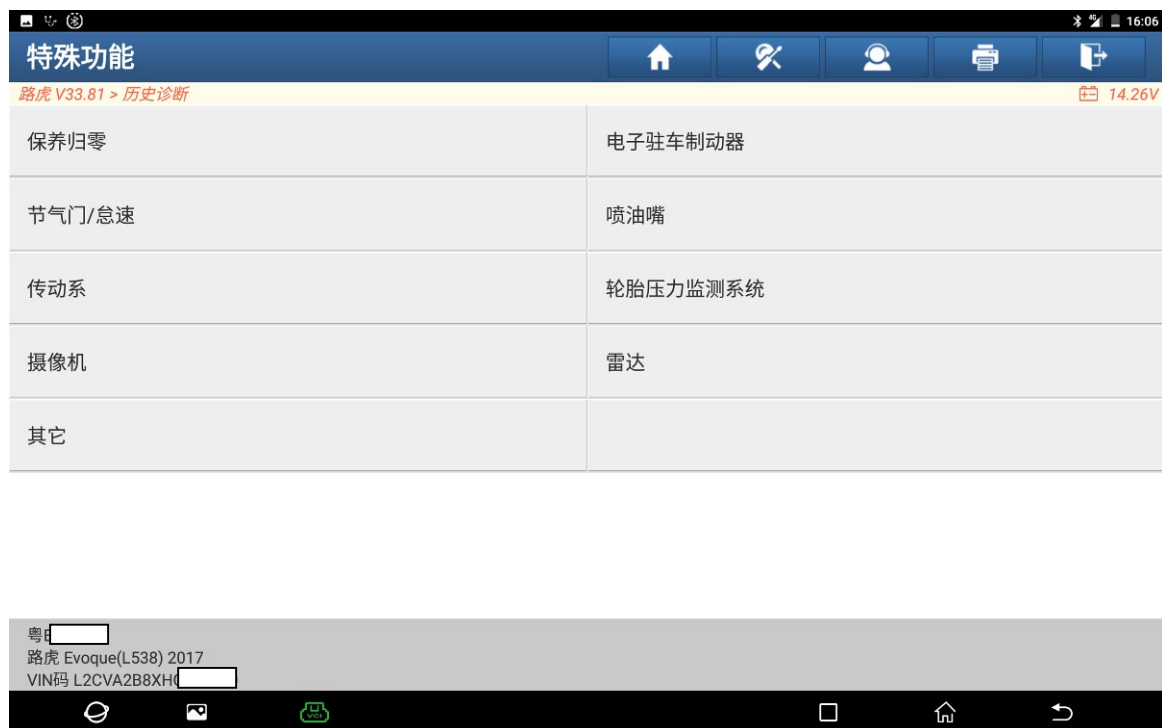 4G 16:06
特殊功能
路虎 V33.81 > 历史诊断 14.26V
保养归零 电子驻车制动器
节气门/怠速 喷油嘴
传动系 轮胎压力监测系统
摄像机 雷达
其它
粤
路虎 Evoque(L538) 2017
VIN码 L2CVA2B8XH
VCI